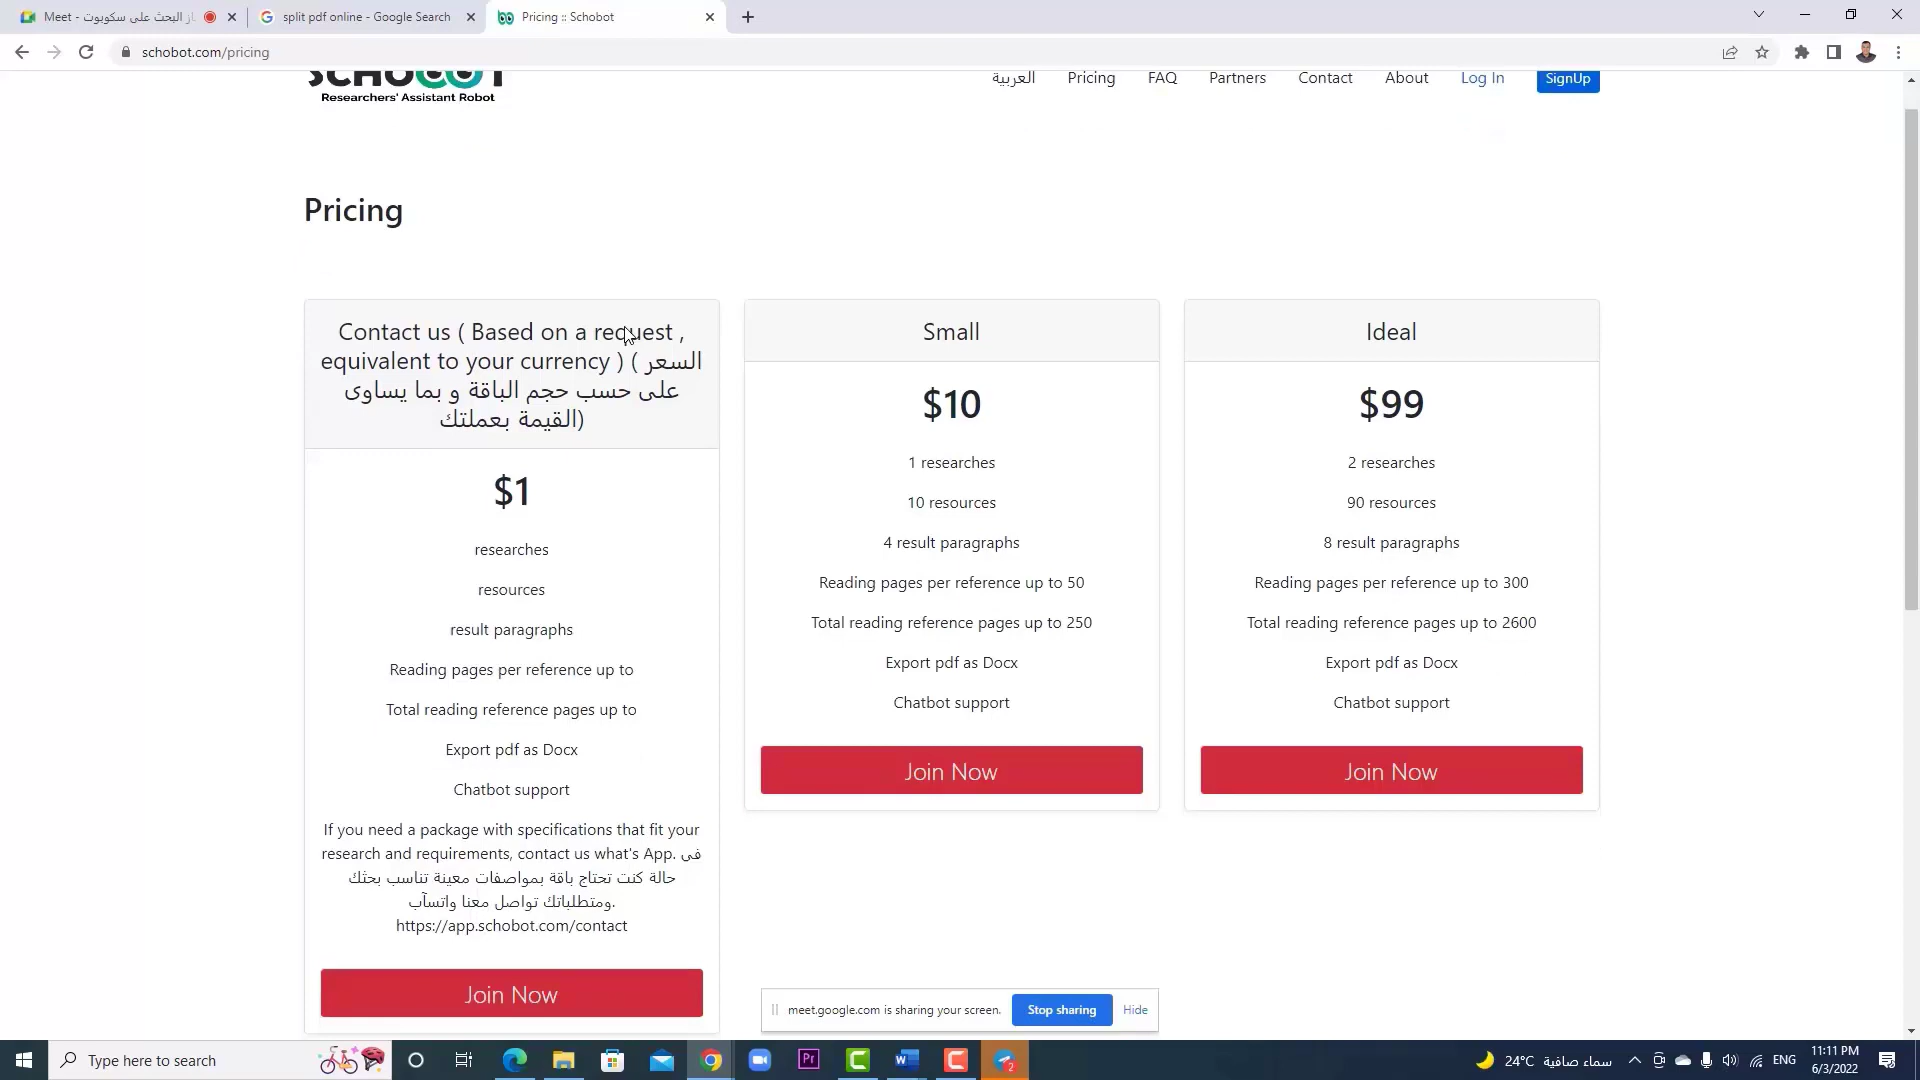 Meet - از البحث على سكوبوت
split pdf online - Google Search
Pricing :: Schobot
schobot.com/pricing
SCHOBOT
Researchers' Assistant Robot
العربية
Pricing
FAQ
Partners
Contact
About
Log In
SignUp
Pricing
Contact us ( Based on a request ,
equivalent to your currency ) ( السعر
على حسب حجم الباقة و بما يساوى
القيمة بعملتك)
$1
researches
resources
result paragraphs
Reading pages per reference up to
Total reading reference pages up to
Export pdf as Docx
Chatbot support
If you need a package with specifications that fit your
research and requirements, contact us what's App. فى
حالة كنت تحتاج باقة بمواصفات معينة تناسب بحثك
ومتطلباتك تواصل معنا واتسآب.
https://app.schobot.com/contact
Join Now
Small
$10
1 researches
10 resources
4 result paragraphs
Reading pages per reference up to 50
Total reading reference pages up to 250
Export pdf as Docx
Chatbot support
Join Now
Ideal
$99
2 researches
90 resources
8 result paragraphs
Reading pages per reference up to 300
Total reading reference pages up to 2600
Export pdf as Docx
Chatbot support
Join Now
meet.google.com is sharing your screen.
Stop sharing
Hide
Type here to search
Pr
2
24°C سماء صافية
ENG
11:11 PM
6/3/2022